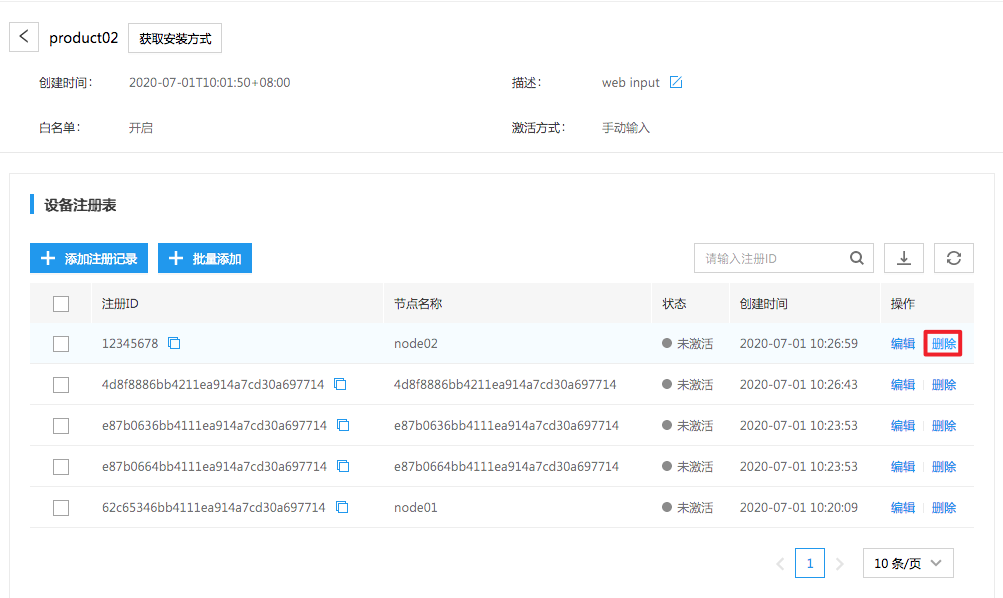 product02 获取安装方式
创建时间: 2020-07-01T10:01:50+08:00 描述: web input
白名单: 开启 激活方式: 手动输入
设备注册表
添加注册记录 批量添加 请输入注册ID
注册ID 节点名称 状态 创建时间 操作
12345678 node02 未激活 2020-07-01 10:26:59 编辑 删除
4d8f8886bb4211ea914a7cd30a697714 4d8f8886bb4211ea914a7cd30a697714 未激活 2020-07-01 10:26:43 编辑 删除
e87b0636bb4111ea914a7cd30a697714 e87b0636bb4111ea914a7cd30a697714 未激活 2020-07-01 10:23:53 编辑 删除
e87b0664bb4111ea914a7cd30a697714 e87b0664bb4111ea914a7cd30a697714 未激活 2020-07-01 10:23:53 编辑 删除
62c65346bb4111ea914a7cd30a697714 node01 未激活 2020-07-01 10:20:09 编辑 删除
1 10 条/页